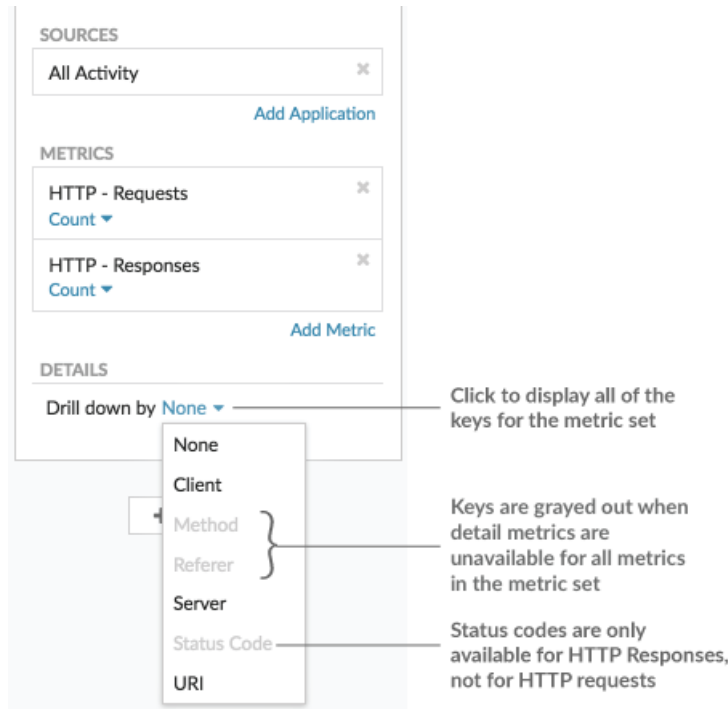 SOURCES
All Activity
Add Application
METRICS
HTTP - Requests
Count
HTTP - Responses
Count
Add Metric
DETAILS
Drill down by None
None
Client
Method
Referer
Server
Status Code
URI
Click to display all of the
keys for the metric set
Keys are grayed out when
detail metrics are
unavailable for all metrics
in the metric set
Status codes are only
available for HTTP Responses,
not for HTTP requests